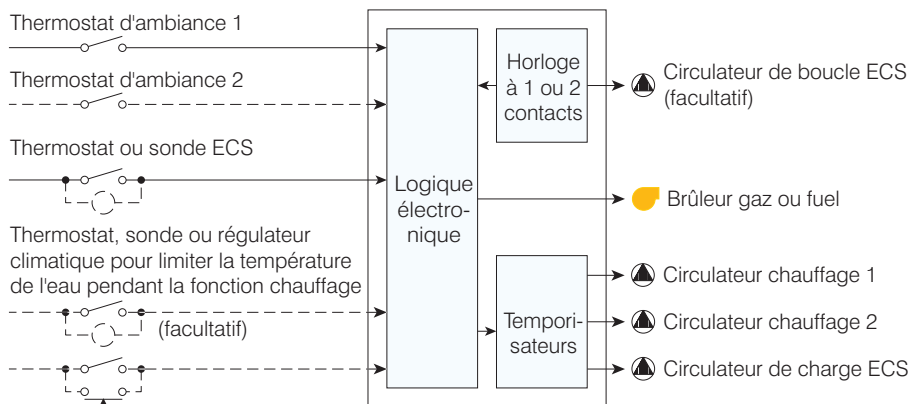 Thermostat d'ambiance 1
Thermostat d'ambiance 2
Thermostat ou sonde ECS
Thermostat, sonde ou régulateur
climatique pour limiter la température
de l'eau pendant la fonction chauffage
(facultatif)
Logique
électro-
nique
Horloge
à 1 ou 2
contacts
Tempori-
sateurs
Circulateur de boucle ECS
(facultatif)
Brûleur gaz ou fuel
Circulateur chauffage 1
Circulateur chauffage 2
Circulateur de charge ECS